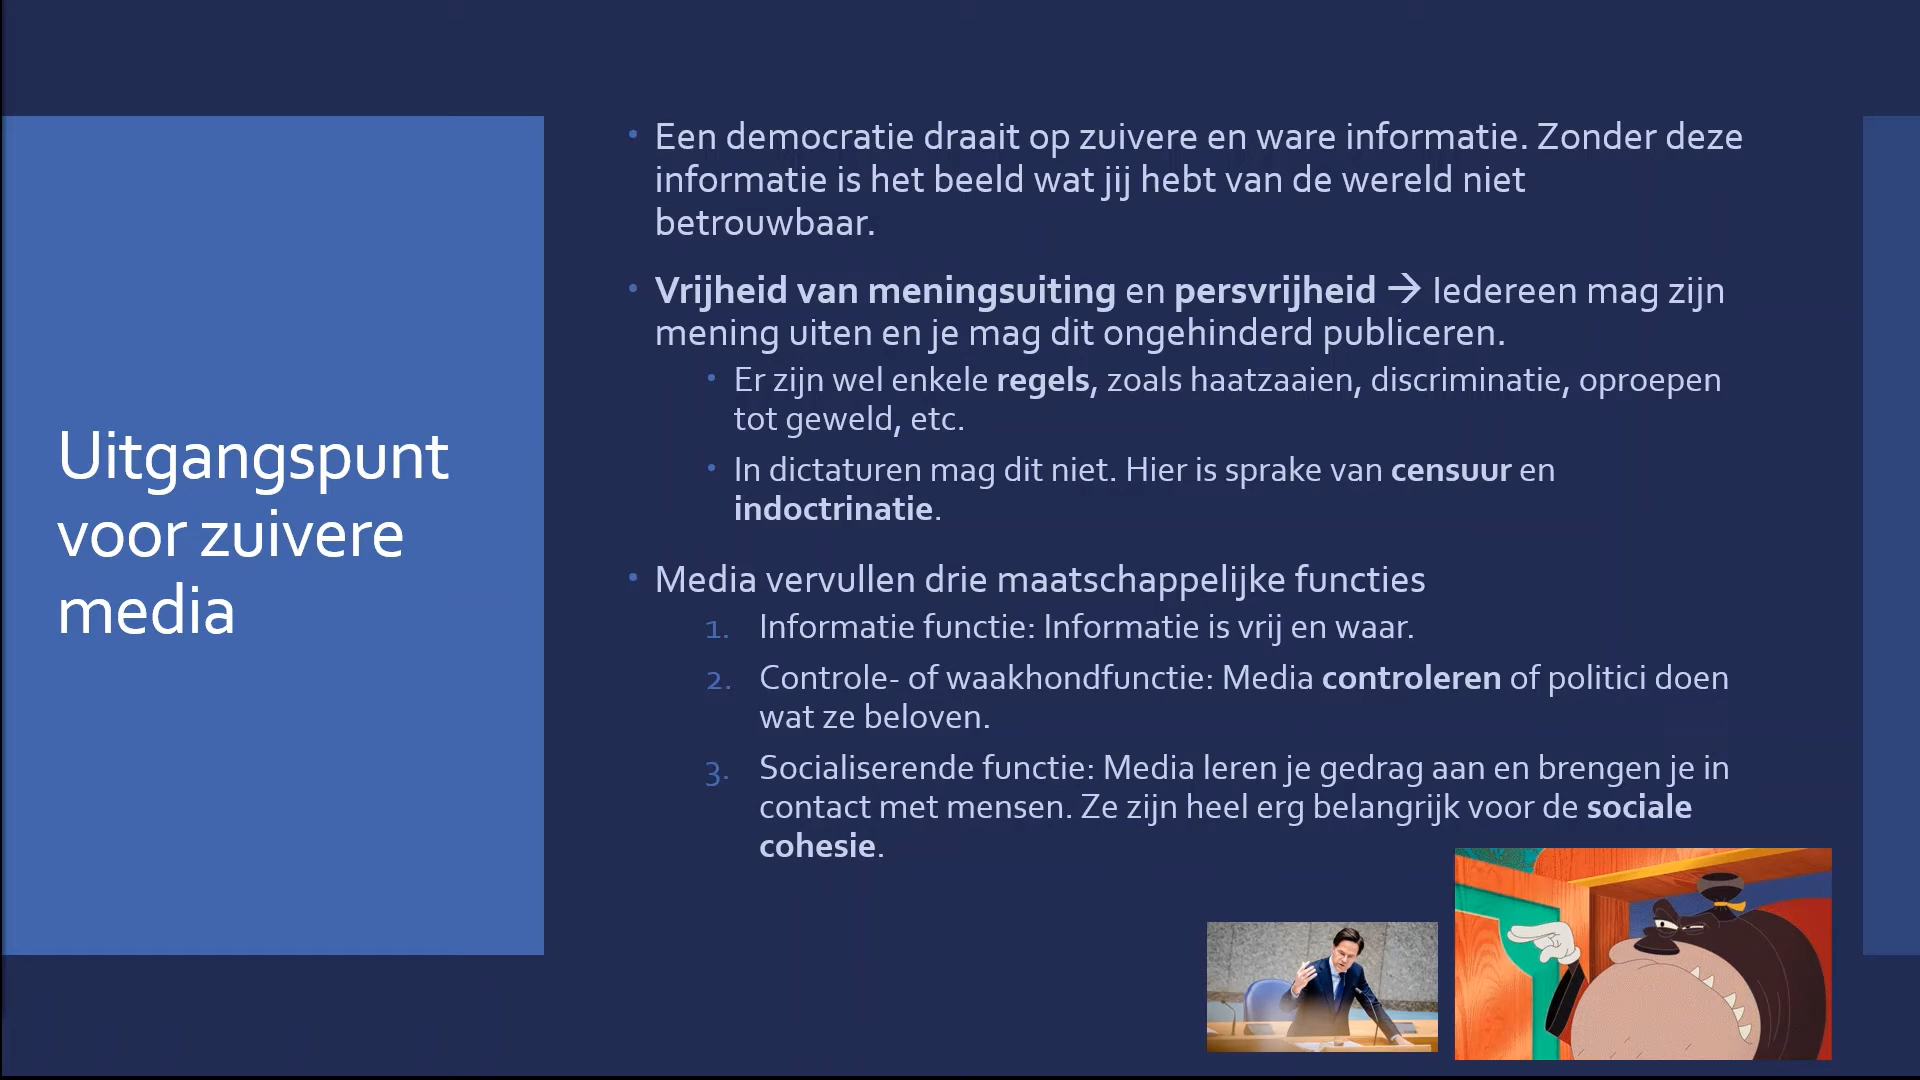 Uitgangspunt
voor zuivere
media
• Een democratie draait op zuivere en ware informatie. Zonder deze
informatie is het beeld wat jij hebt van de wereld niet
betrouwbaar.
• Vrijheid van meningsuiting en persvrijheid → Iedereen mag zijn
mening uiten en je mag dit ongehinderd publiceren.
• Er zijn wel enkele regels, zoals haatzaaien, discriminatie, oproepen
tot geweld, etc.
• In dictaturen mag dit niet. Hier is sprake van censuur en
indoctrinatie.
• Media vervullen drie maatschappelijke functies
1. Informatie functie: Informatie is vrij en waar.
2. Controle- of waakhondfunctie: Media controleren of politici doen
wat ze beloven.
3. Socialiserende functie: Media leren je gedrag aan en brengen je in
contact met mensen. Ze zijn heel erg belangrijk voor de sociale
cohesie.